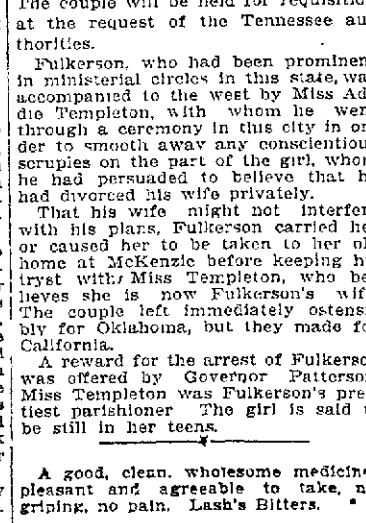 The couple will be held for requisitio
at the request of the Tennessee au
thorities.
Fulkerson, who had been prominen
in ministerial circles in this state, wa
accompanied to the west by Miss Ad
die Templeton, with whom he wen
through a ceremony in this city in or
der to smooth away any conscientiou
scruples on the part of the girl, whom
he had persuaded to believe that h
had divorced his wife privately.
That his wife might not interfer
with his plans, Fulkerson carried he
or caused her to be taken to her ol
home at McKenzie before keeping h
tryst with Miss Templeton, who be
lieves she is now Fulkerson's wif
The couple left immediately ostens
bly for Oklahoma, but they made fo
California.
A reward for the arrest of Fulkerso
was offered by Governor Patterso
Miss Templeton was Fulkerson's pre
tiest parishioner The girl is said
be still in her teens.
A good, clean, wholesome medicin
pleasant and agreeable to take, n
griping, no pain. Lash's Bitters. *